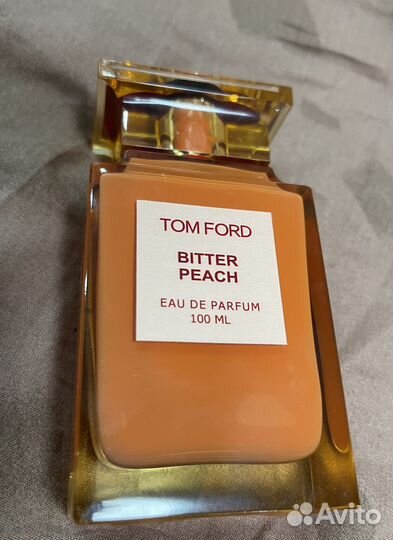 TOM FORD
BITTER
PEACH
EAU DE PARFUM
100 ML
Avito